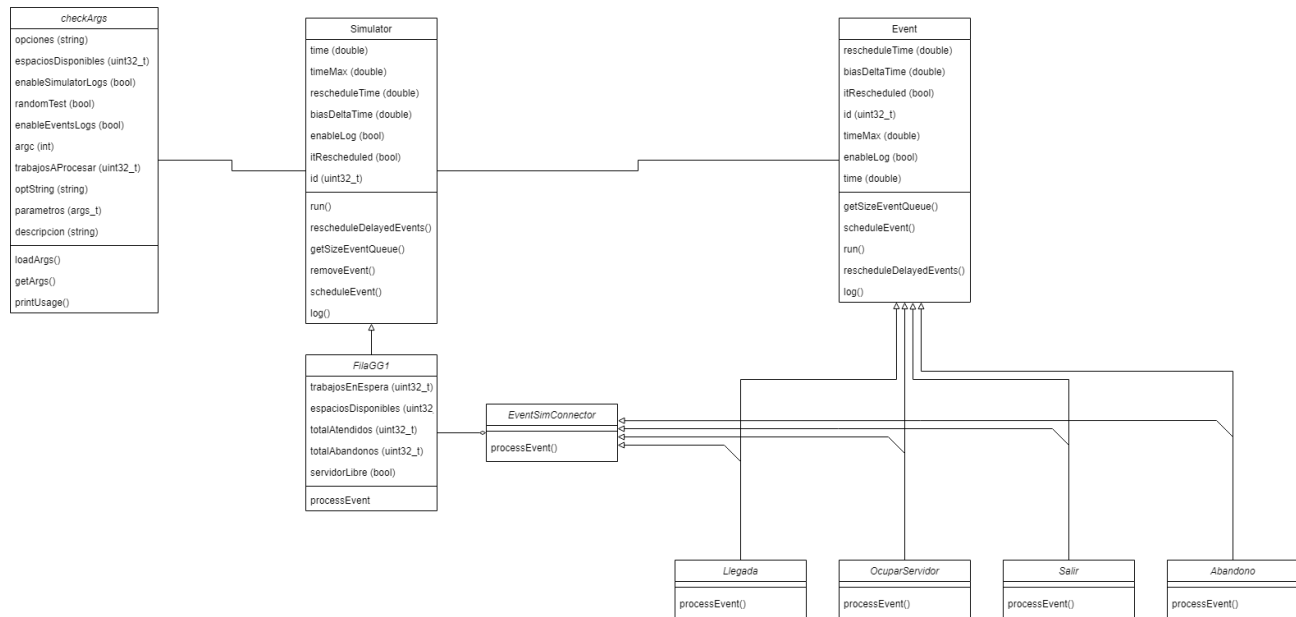 checkArgs
opciones (string)
espaciosDisponibles (uint32_t)
enableSimulatorLogs (bool)
randomTest (bool)
enableEventsLogs (bool)
argc (int)
trabajosAProcesar (uint32_t)
optString (string)
parametros (args_t)
descripcion (string)
loadArgs()
getArgs()
printUsage()
Simulator
time (double)
timeMax (double)
rescheduleTime (double)
biasDeltaTime (double)
enableLog (bool)
itRescheduled (bool)
id (uint32_t)
run()
rescheduleDelayedEvents()
getSizeEventQueue()
removeEvent()
scheduleEvent()
log()
Event
rescheduleTime (double)
biasDeltaTime (double)
itRescheduled (bool)
id (uint32_t)
timeMax (double)
enableLog (bool)
time (double)
getSizeEventQueue()
scheduleEvent()
run()
rescheduleDelayedEvents()
log()
FilaGG1
trabajosEnEspera (uint32_t)
espaciosDisponibles (uint32
totalAtendidos (uint32_t)
totalAbandonos (uint32_t)
servidorLibre (bool)
processEvent
EventSimConnector
processEvent()
Llegada
processEvent()
OcuparServidor
processEvent()
Salir
processEvent()
Abandono
processEvent()